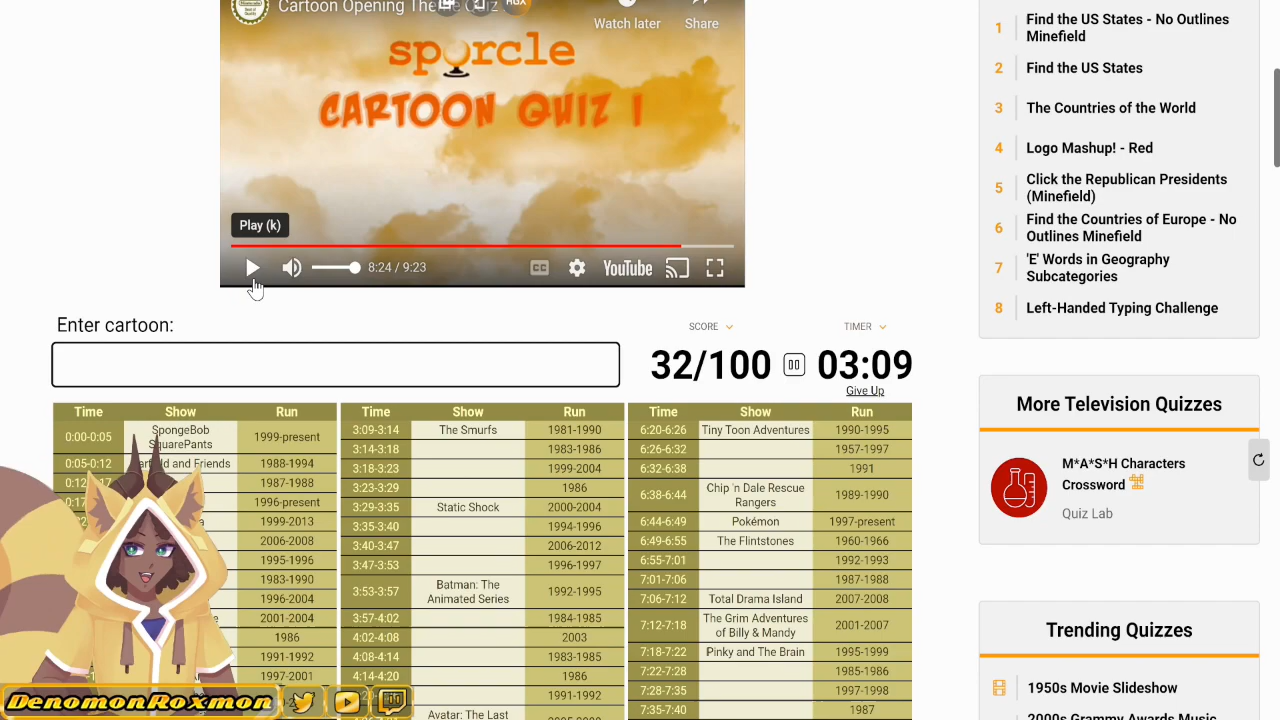 Cartoon Opening Theme Quiz
HGX
Watch later
Share
sporcle
CARTOON QUIZ 1
Play (k)
8:24 / 9:23
CC
YouTube
Enter cartoon:
SCORE
TIMER
32/100
03:09
Give Up
Time Show Run
0:00-0:05 SpongeBob SquarePants 1999-present
0:05-0:12 Garfield and Friends 1988-1994
1987-1988
1996-present
1999-2013
2006-2008
1995-1996
1983-1990
1996-2004
2001-2004
1986
1991-1992
1997-2001
Time Show Run
3:09-3:14 The Smurfs 1981-1990
3:14-3:18 1983-1986
3:18-3:23 1999-2004
3:23-3:29 1986
3:29-3:35 Static Shock 2000-2004
3:35-3:40 1994-1996
3:40-3:47 2006-2012
3:47-3:53 1996-1997
3:53-3:57 Batman: The Animated Series 1992-1995
3:57-4:02 1984-1985
4:02-4:08 2003
4:08-4:14 1983-1985
4:14-4:20 1986
1991-1992
Avatar: The Last
Time Show Run
6:20-6:26 Tiny Toon Adventures 1990-1995
6:26-6:32 1957-1997
6:32-6:38 1991
6:38-6:44 Chip 'n Dale Rescue Rangers 1989-1990
6:44-6:49 Pokémon 1997-present
6:49-6:55 The Flintstones 1960-1966
6:55-7:01 1992-1993
7:01-7:06 1987-1988
7:06-7:12 Total Drama Island 2007-2008
7:12-7:18 The Grim Adventures of Billy & Mandy 2001-2007
7:18-7:22 Pinky and The Brain 1995-1999
7:22-7:28 1985-1986
7:28-7:35 1997-1998
7:35-7:40 1987
DenomonRoxmon
1 Find the US States - No Outlines
Minefield
2 Find the US States
3 The Countries of the World
4 Logo Mashup! - Red
5 Click the Republican Presidents
(Minefield)
6 Find the Countries of Europe - No
Outlines Minefield
7 'E' Words in Geography
Subcategories
8 Left-Handed Typing Challenge
More Television Quizzes
M*A*S*H Characters
Crossword
Quiz Lab
Trending Quizzes
1950s Movie Slideshow
2000s Grammy Awards Music